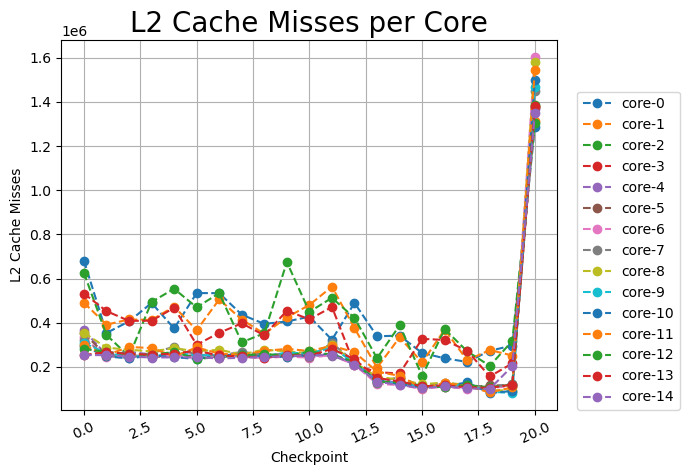 L2 Cache Misses per Core
1e6
1.6
1.4
1.2
1.0
0.8
0.6
0.4
0.2
L2 Cache Misses
0.0 2.5 5.0 7.5 10.0 12.5 15.0 17.5 20.0
Checkpoint
core-0
core-1
core-2
core-3
core-4
core-5
core-6
core-7
core-8
core-9
core-10
core-11
core-12
core-13
core-14